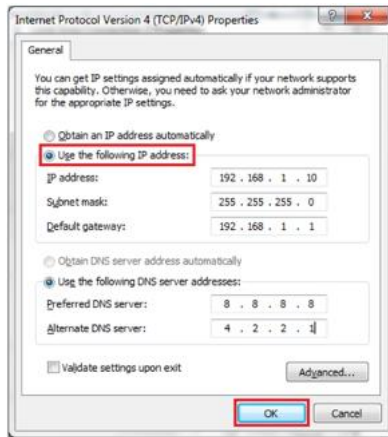 Internet Protocol Version 4 (TCP/IPv4) Properties
General
You can get IP settings assigned automatically if your network supports
this capability. Otherwise, you need to ask your network administrator
for the appropriate IP settings.
Obtain an IP address automatically
Use the following IP address:
IP address: 192 . 168 . 1 . 10
Subnet mask: 255 . 255 . 255 . 0
Default gateway: 192 . 168 . 1 . 1
Obtain DNS server address automatically
Use the following DNS server addresses:
Preferred DNS server: 8 . 8 . 8 . 8
Alternate DNS server: 4 . 2 . 2 . 1
Validate settings upon exit
Advanced...
OK Cancel